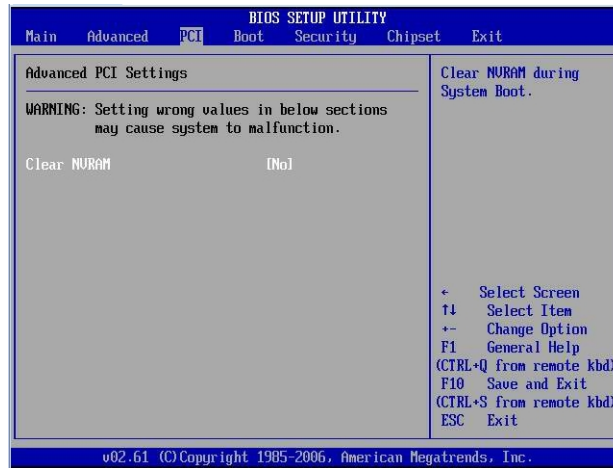 BIOS SETUP UTILITY
Main Advanced PCI Boot Security Chipset Exit
Advanced PCI Settings
WARNING: Setting wrong values in below sections
may cause system to malfunction.
Clear NVRAM [No]
Clear NVRAM during
System Boot.
← Select Screen
↑↓ Select Item
+- Change Option
F1 General Help
(CTRL+Q from remote kbd)
F10 Save and Exit
(CTRL+S from remote kbd)
ESC Exit
v02.61 (C)Copyright 1985-2006, American Megatrends, Inc.